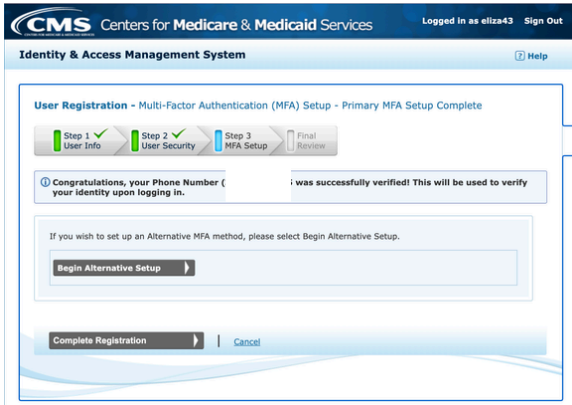 CMS Centers for Medicare & Medicaid Services
Logged in as eliza43 Sign Out
Identity & Access Management System
? Help
User Registration - Multi-Factor Authentication (MFA) Setup - Primary MFA Setup Complete
Step 1 Step 2 Step 3 Final
User Info User Security MFA Setup Review
Congratulations, your Phone Number ( was successfully verified! This will be used to verify
your identity upon logging in.
If you wish to set up an Alternative MFA method, please select Begin Alternative Setup.
Begin Alternative Setup
Complete Registration | Cancel